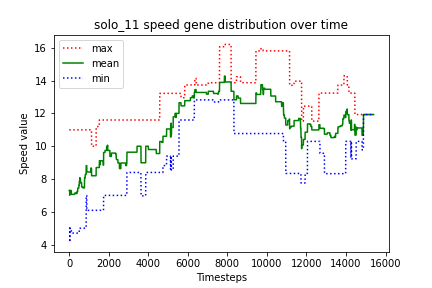 solo_11 speed gene distribution over time
max
mean
min
Speed value
16
14
12
10
8
6
4
0 2000 4000 6000 8000 10000 12000 14000 16000
Timesteps